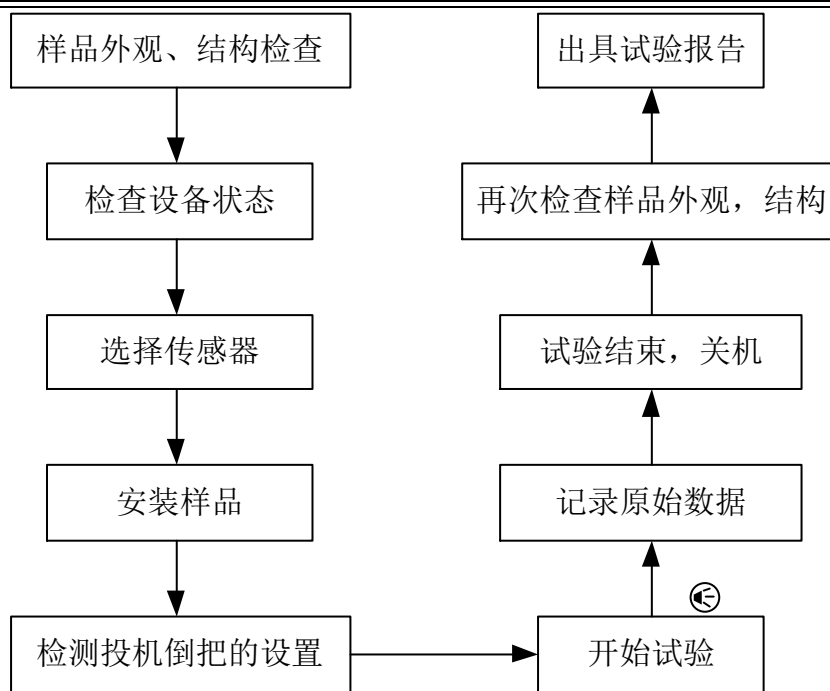 样品外观、结构检查
检查设备状态
选择传感器
安装样品
检测投机倒把的设置
开始试验
记录原始数据
试验结束，关机
再次检查样品外观，结构
出具试验报告